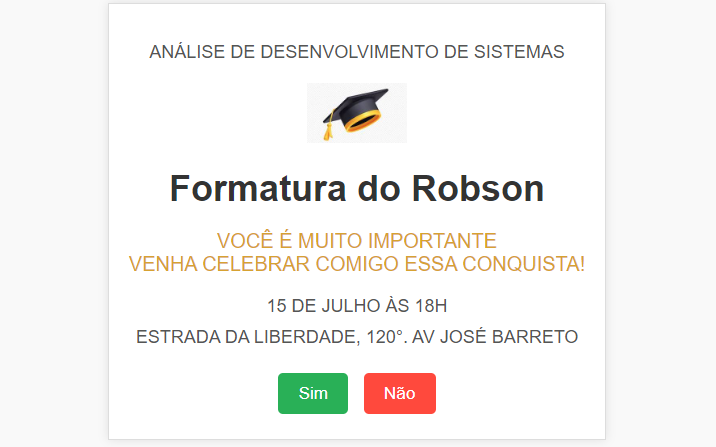 ANÁLISE DE DESENVOLVIMENTO DE SISTEMAS
Formatura do Robson
VOCÊ É MUITO IMPORTANTE
VENHA CELEBRAR COMIGO ESSA CONQUISTA!
15 DE JULHO ÀS 18H
ESTRADA DA LIBERDADE, 120°. AV JOSÉ BARRETO
Sim Não